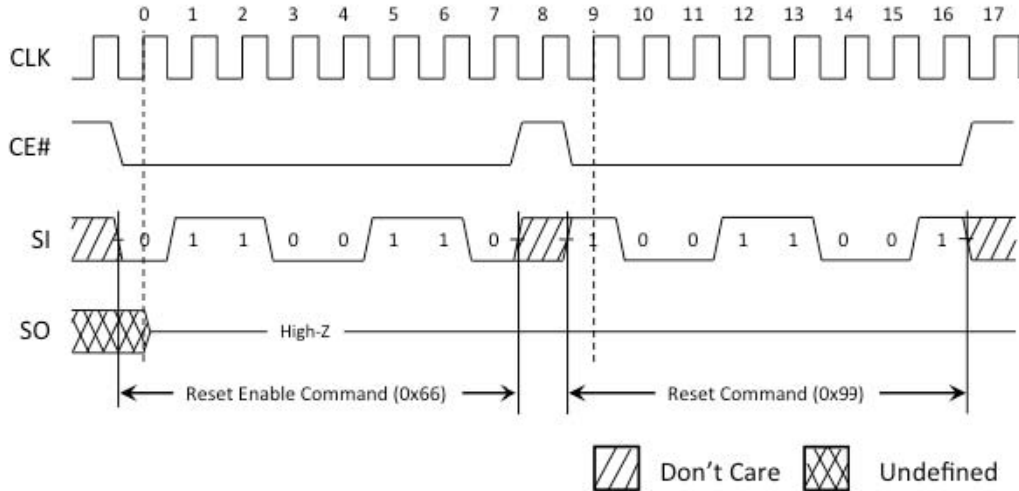 0 1 2 3 4 5 6 7 8 9 10 11 12 13 14 15 16 17
CLK
CE#
SI 0 1 1 0 0 1 1 0 1 0 0 1 1 0 0 1
SO High-Z
Reset Enable Command (0x66) Reset Command (0x99)
Don't Care Undefined